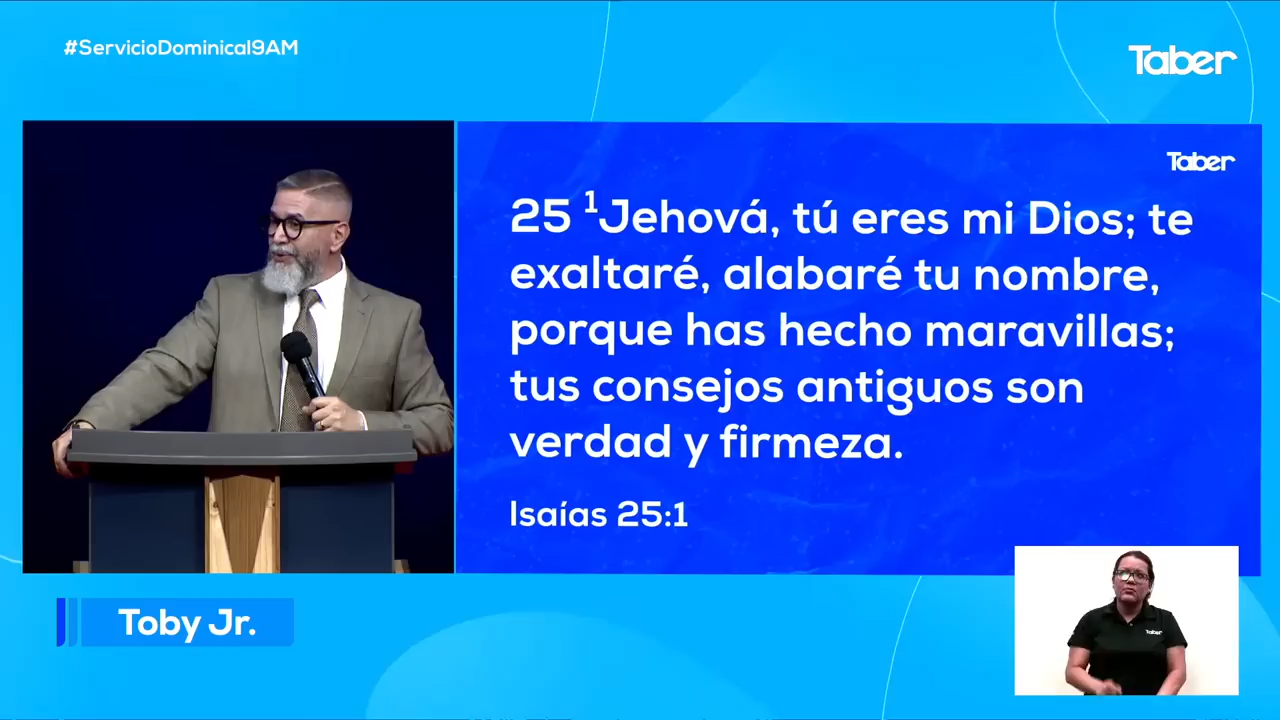 #ServicioDominical9AM
Taber
Taber
25 ¹Jehová, tú eres mi Dios; te
exaltaré, alabaré tu nombre,
porque has hecho maravillas;
tus consejos antiguos son
verdad y firmeza.
Isaías 25:1
Toby Jr.
Taber